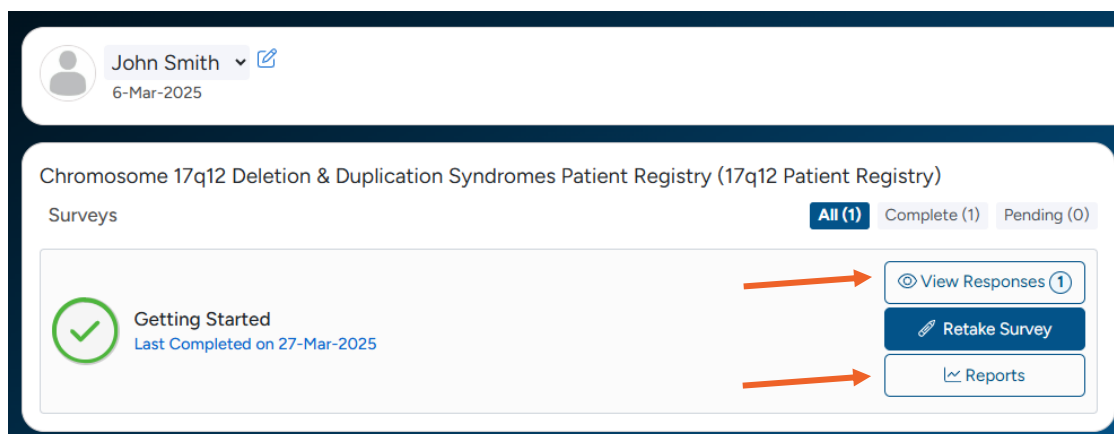 John Smith
6-Mar-2025
Chromosome 17q12 Deletion & Duplication Syndromes Patient Registry (17q12 Patient Registry)
Surveys
All (1) Complete (1) Pending (0)
View Responses 1
Getting Started
Last Completed on 27-Mar-2025
Retake Survey
Reports